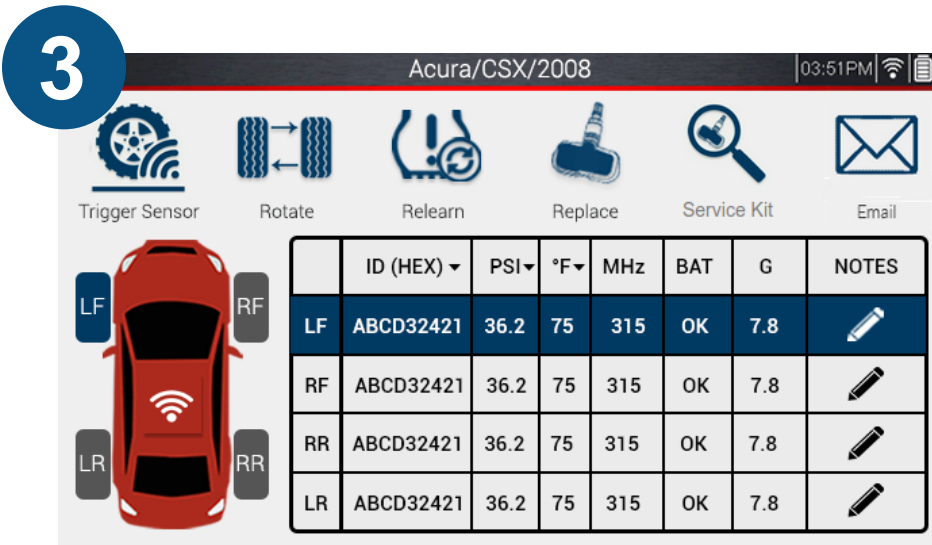 3
Acura/CSX/2008
03:51PM
Trigger Sensor Rotate Relearn Replace Service Kit Email
ID (HEX) PSI °F MHz BAT G NOTES
LF ABCD32421 36.2 75 315 OK 7.8
RF ABCD32421 36.2 75 315 OK 7.8
RR ABCD32421 36.2 75 315 OK 7.8
LR ABCD32421 36.2 75 315 OK 7.8
LF RF
LR RR